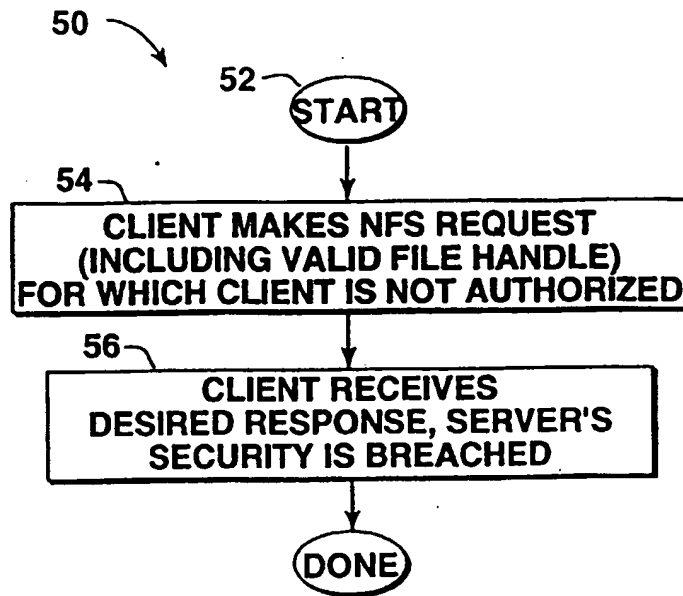 50
52
START
54
CLIENT MAKES NFS REQUEST
(INCLUDING VALID FILE HANDLE)
FOR WHICH CLIENT IS NOT AUTHORIZED
56
CLIENT RECEIVES
DESIRED RESPONSE, SERVER'S
SECURITY IS BREACHED
DONE